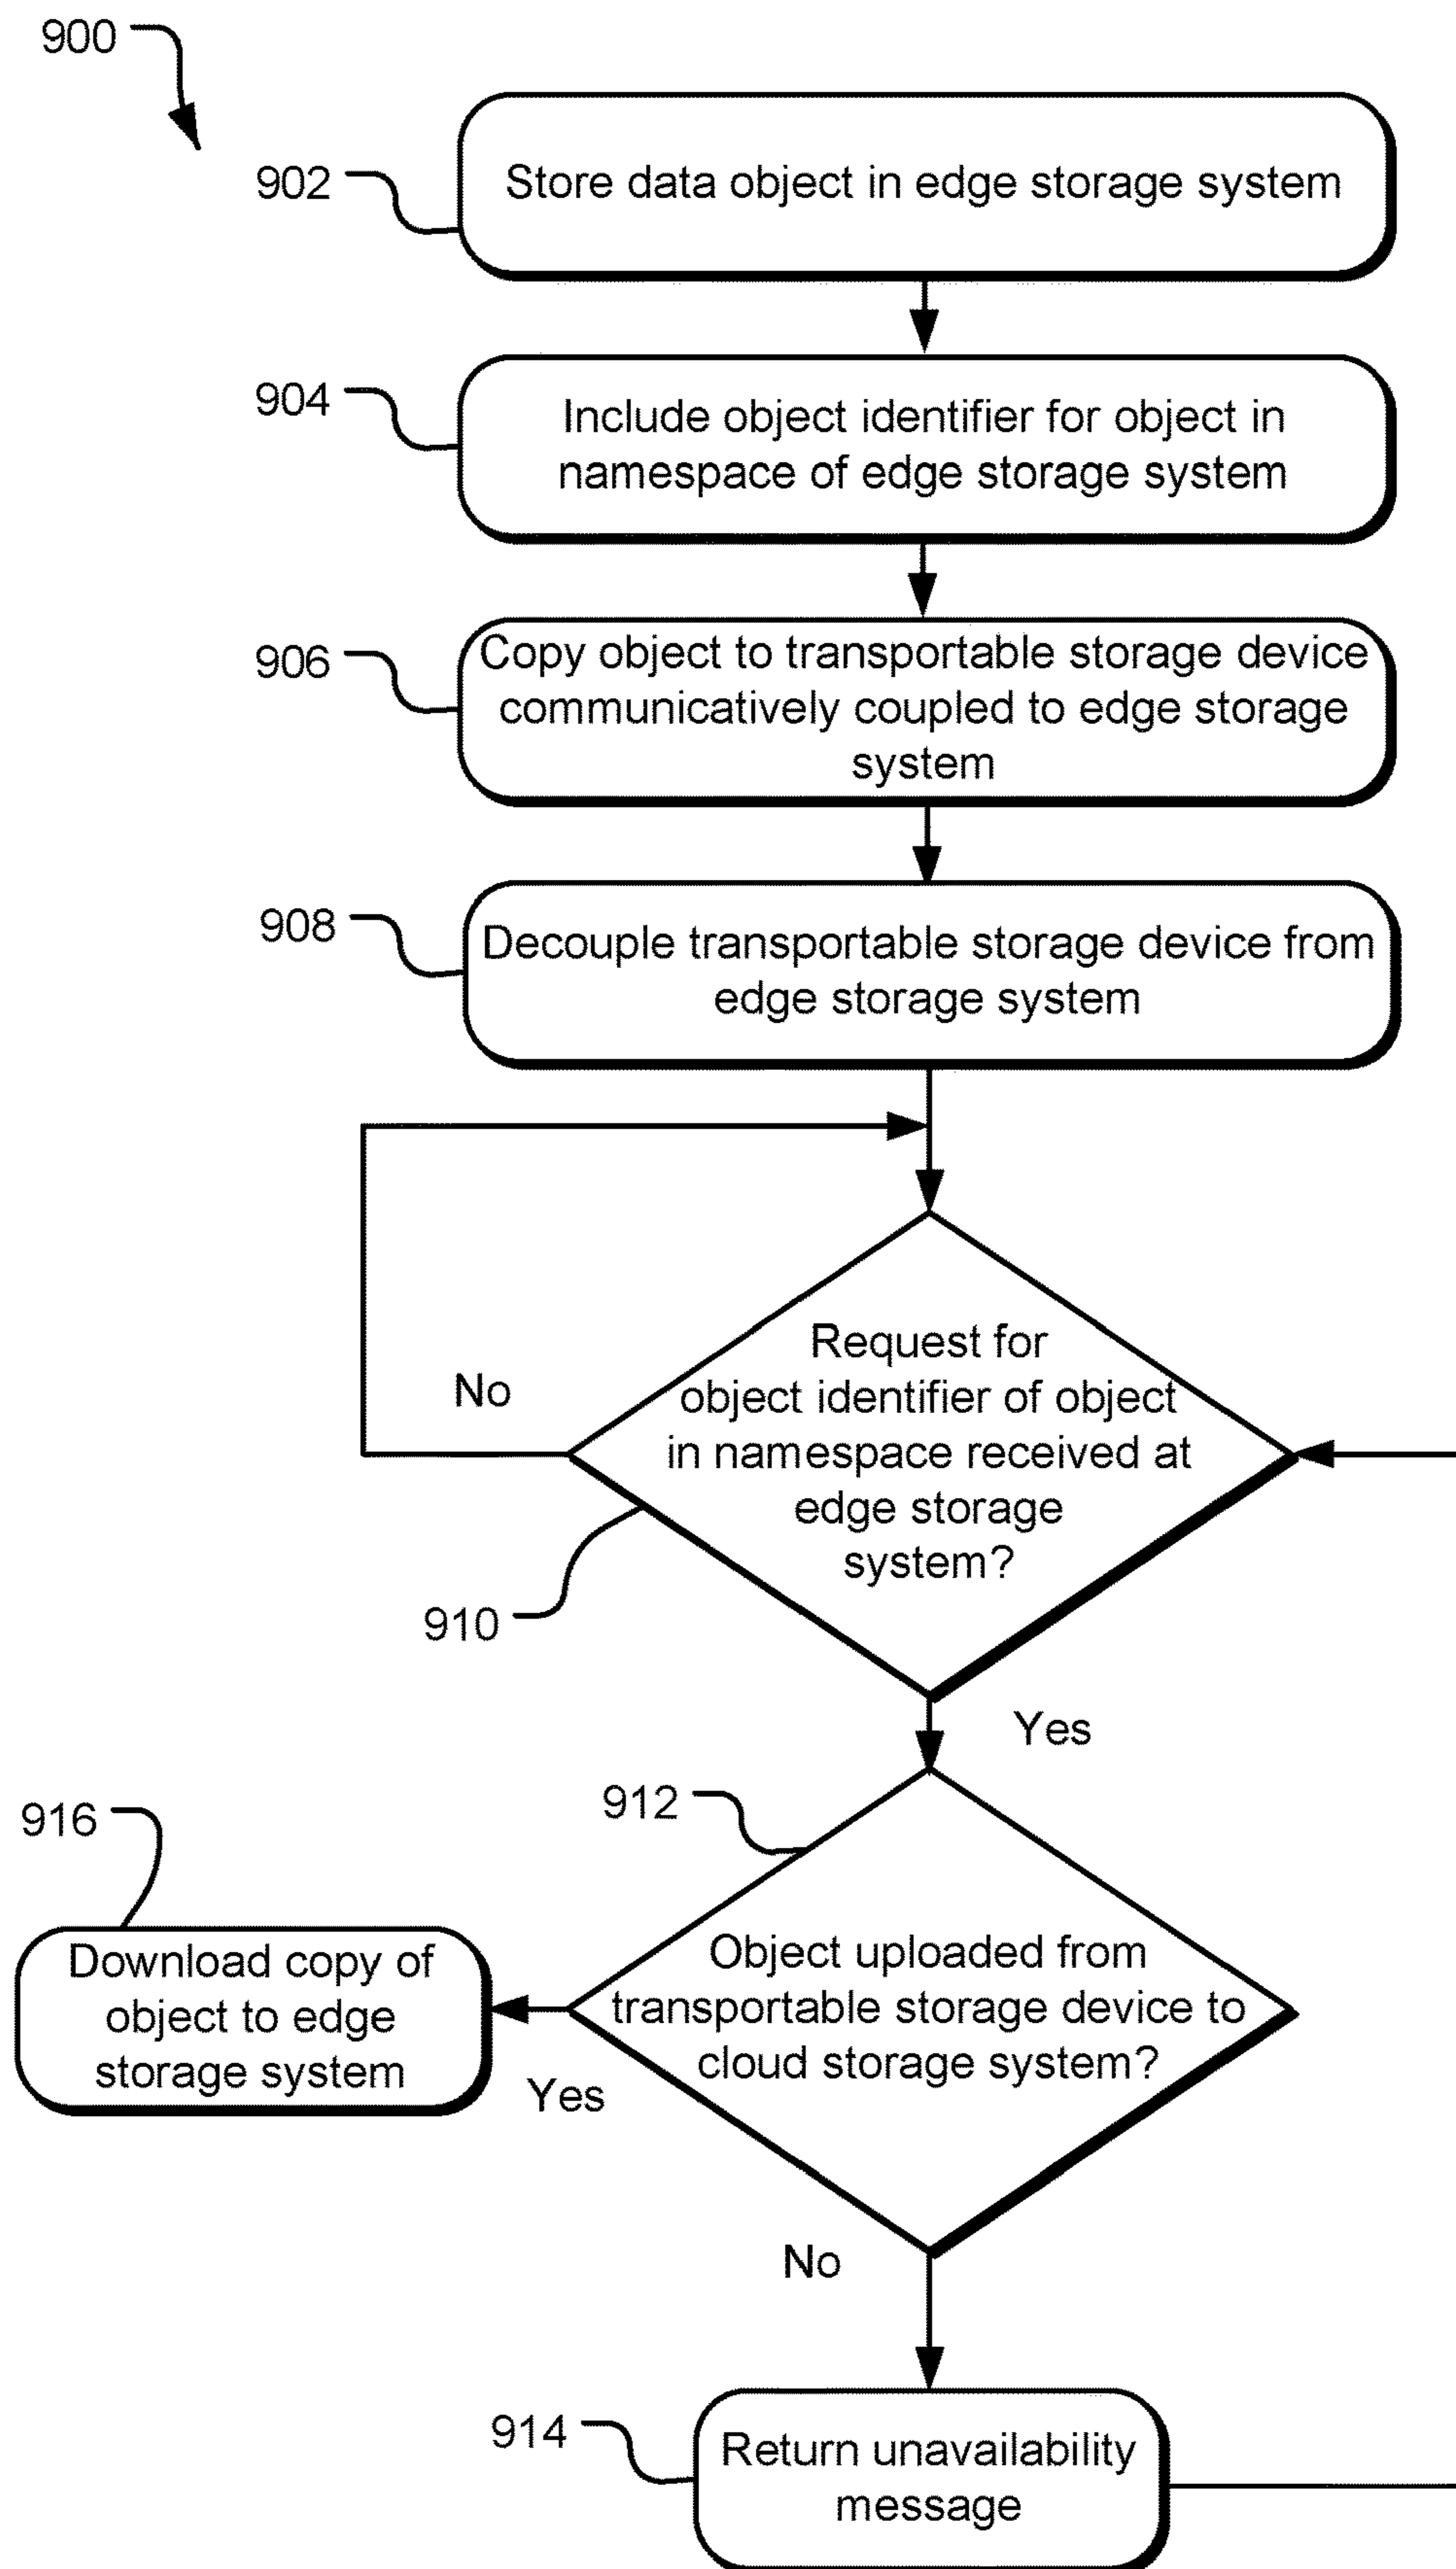 900
902
Store data object in edge storage system
904
Include object identifier for object in
namespace of edge storage system
906
Copy object to transportable storage device
communicatively coupled to edge storage
system
908
Decouple transportable storage device from
edge storage system
Request for
object identifier of object
in namespace received at
edge storage
system?
No
910
Yes
912
916
Object uploaded from
transportable storage device to
cloud storage system?
Download copy of
object to edge
storage system
Yes
No
914
Return unavailability
message